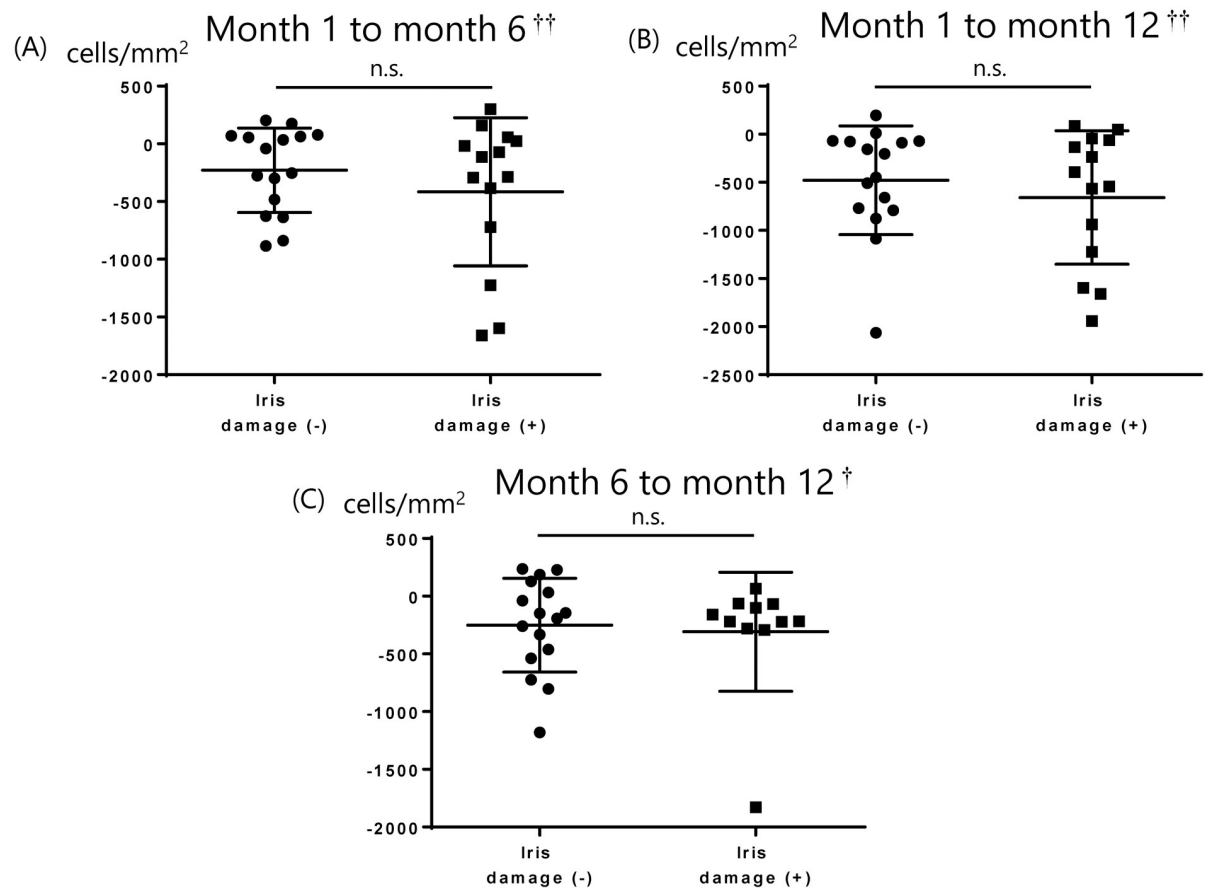 (A) cells/mm² Month 1 to month 6 ††
n.s.
500
0
-500
-1000
-1500
-2000
Iris
damage (-)
Iris
damage (+)
(B) cells/mm² Month 1 to month 12 ††
n.s.
500
0
-500
-1000
-1500
-2000
-2500
Iris
damage (-)
Iris
damage (+)
(C) cells/mm² Month 6 to month 12 †
n.s.
500
0
-500
-1000
-1500
-2000
Iris
damage (-)
Iris
damage (+)